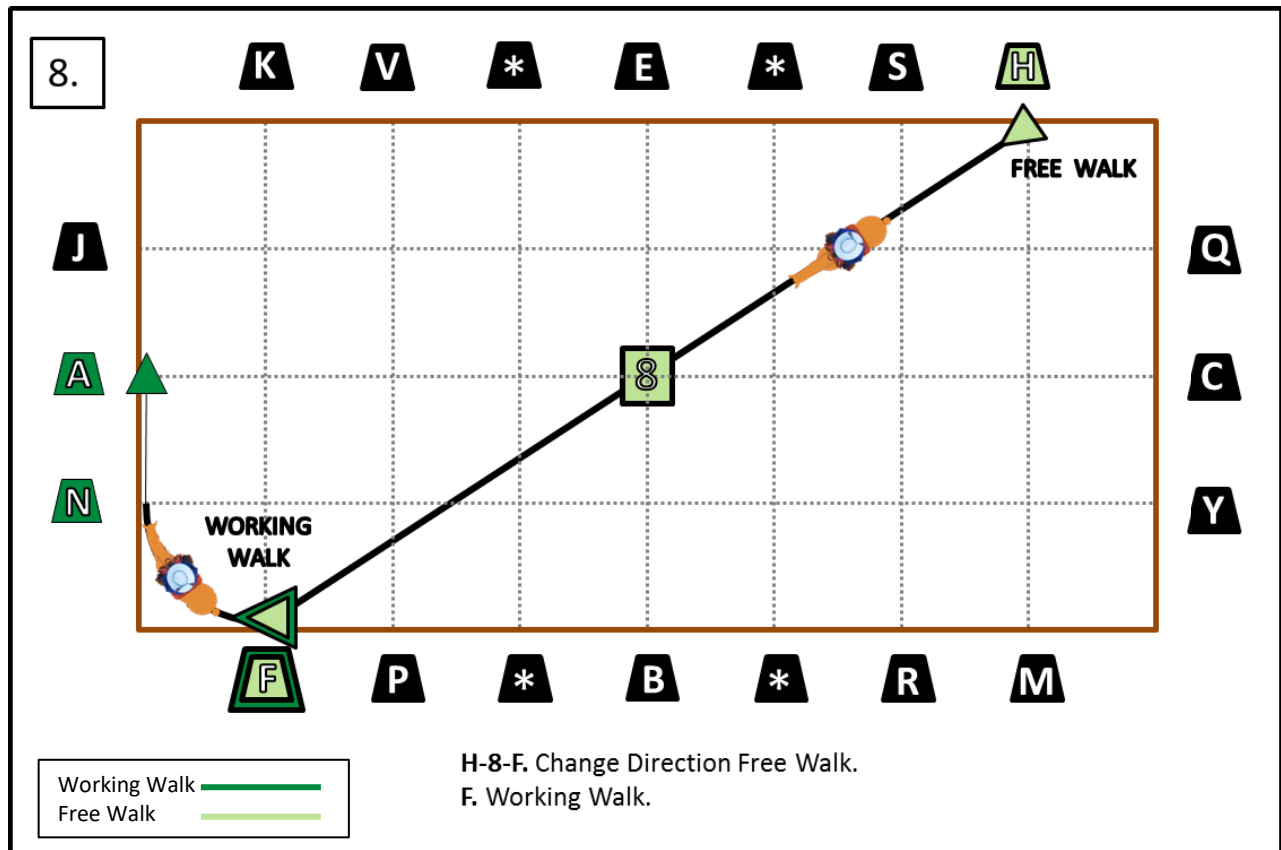 8.
K V * E * S H
FREE WALK
J Q
A 8 C
N Y
WORKING
WALK
F P * B * R M
H-8-F. Change Direction Free Walk.
F. Working Walk.
Working Walk
Free Walk